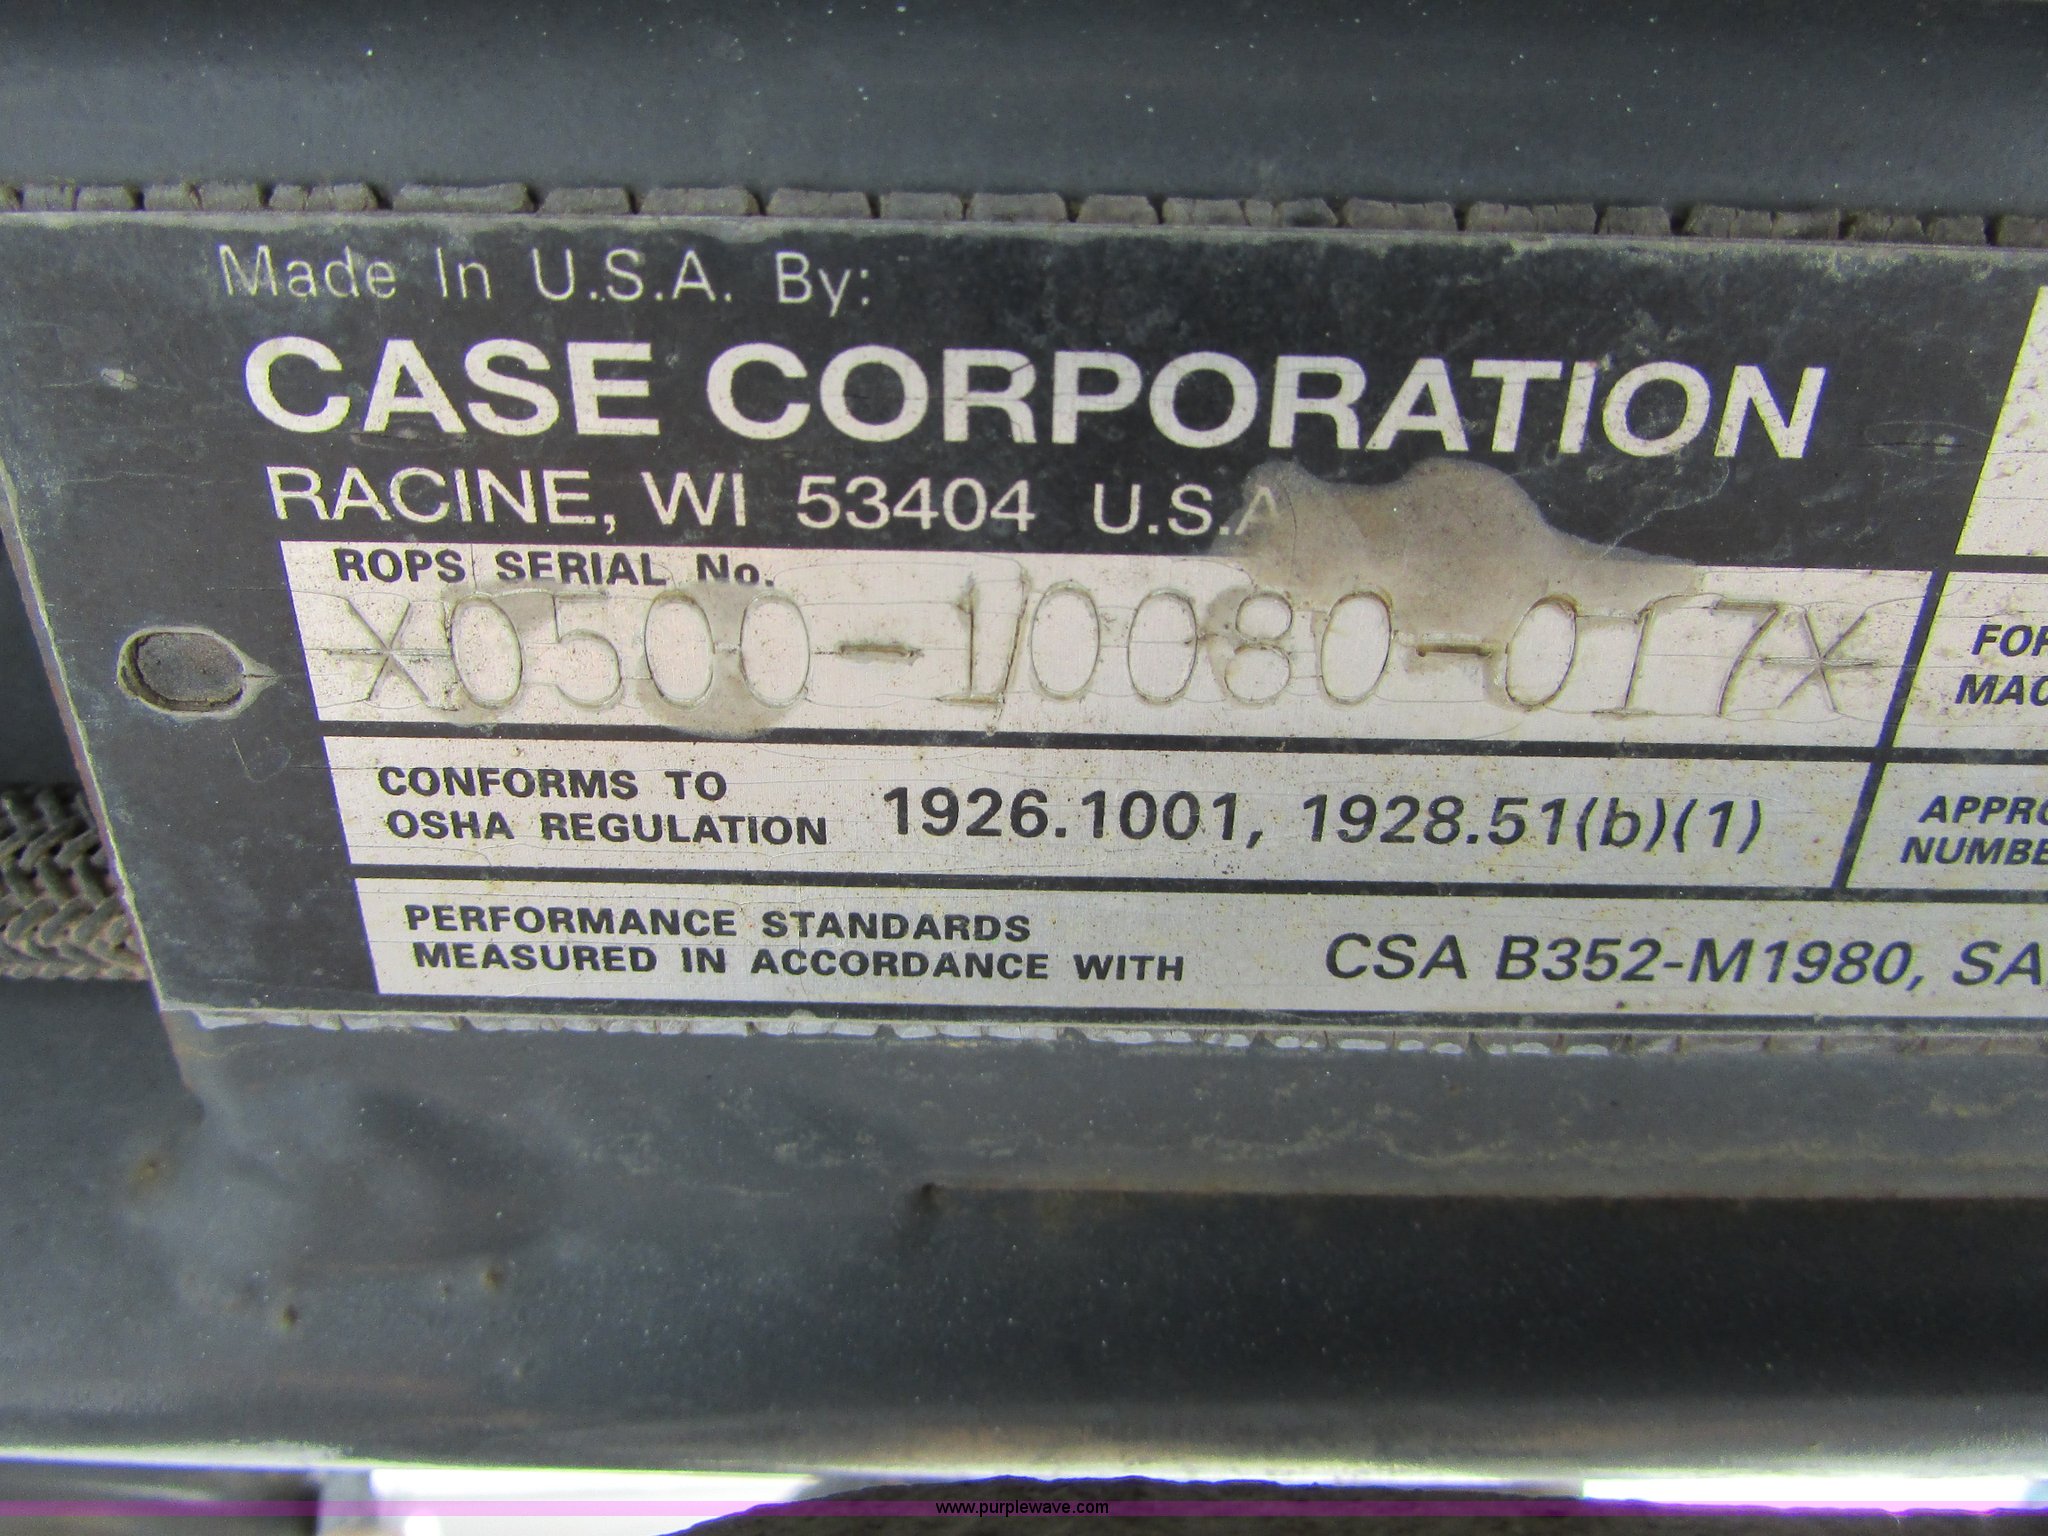 Made In U.S.A. By:
CASE CORPORATION
RACINE, WI 53404 U.S.A
ROPS SERIAL No.
*0500-10080-017*
FOR
MAC
CONFORMS TO
OSHA REGULATION 1926.1001, 1928.51(b)(1)
APPRO
NUMBE
PERFORMANCE STANDARDS
MEASURED IN ACCORDANCE WITH CSA B352-M1980, SA
www.purplewave.com